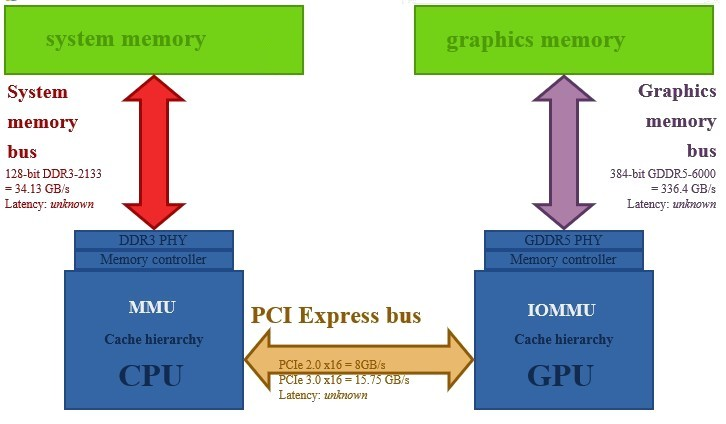 system memory
graphics memory
System
memory
bus
128-bit DDR3-2133
= 34.13 GB/s
Latency: unknown
Graphics
memory
bus
384-bit GDDR5-6000
= 336.4 GB/s
Latency: unknown
DDR3 PHY
Memory controller
MMU
Cache hierarchy
CPU
PCI Express bus
PCIe 2.0 x16 = 8GB/s
PCIe 3.0 x16 = 15.75 GB/s
Latency: unknown
GDDR5 PHY
Memory controller
IOMMU
Cache hierarchy
GPU